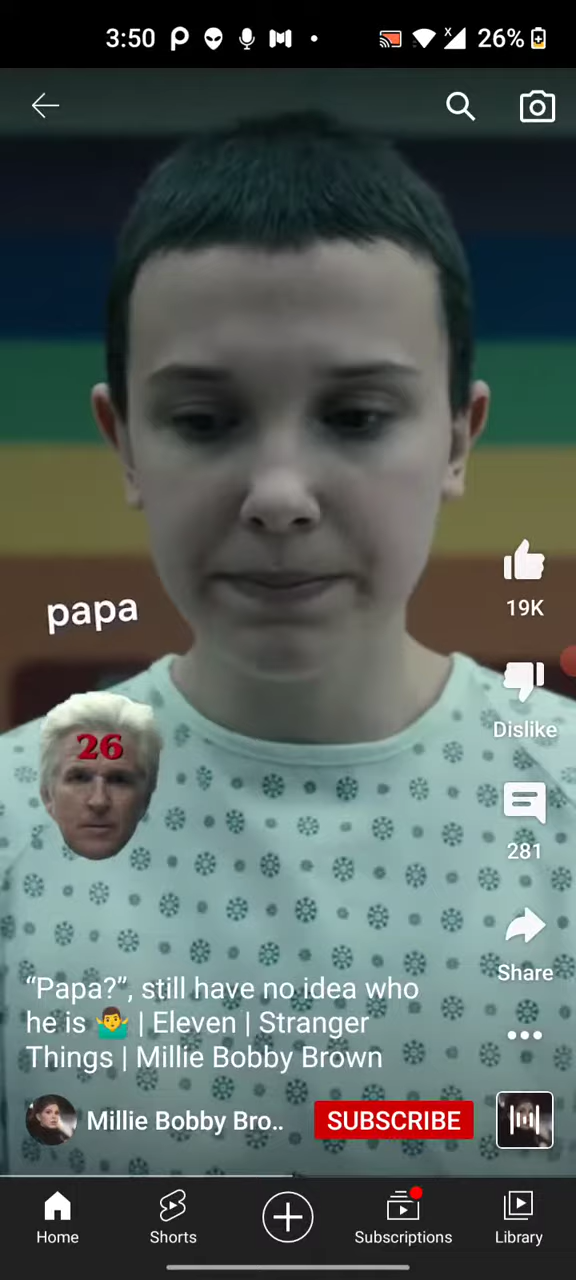 3:50
26%
papa
26
19K
Dislike
281
Share
“Papa?”, still have no idea who
he is 🤷‍♂️ | Eleven | Stranger
Things | Millie Bobby Brown
Millie Bobby Bro..
SUBSCRIBE
Home
Shorts
Subscriptions
Library